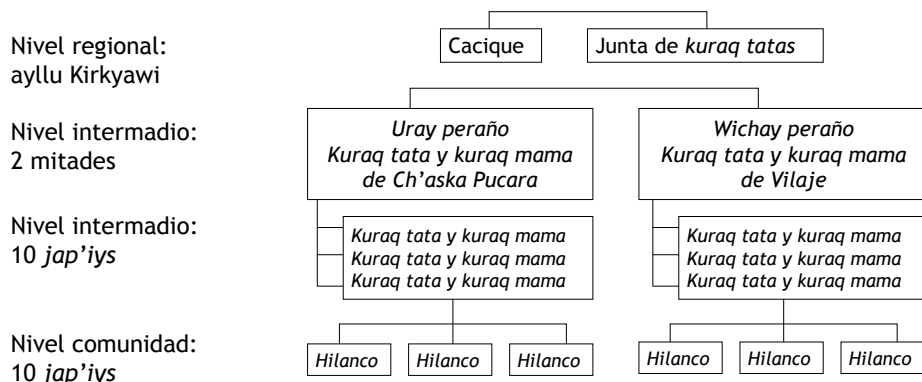 Nivel regional:
ayllu Kirkyawi
Cacique
Junta de kuraq tatas
Nivel intermadio:
2 mitades
Uray peraño
Kuraq tata y kuraq mama
de Ch’aska Pucara
Wichay peraño
Kuraq tata y kuraq mama
de Vilaje
Nivel intermadio:
10 jap’iys
Kuraq tata y kuraq mama
Kuraq tata y kuraq mama
Kuraq tata y kuraq mama
Kuraq tata y kuraq mama
Kuraq tata y kuraq mama
Kuraq tata y kuraq mama
Nivel comunidad:
10 jap’iys
Hilanco
Hilanco
Hilanco
Hilanco
Hilanco
Hilanco